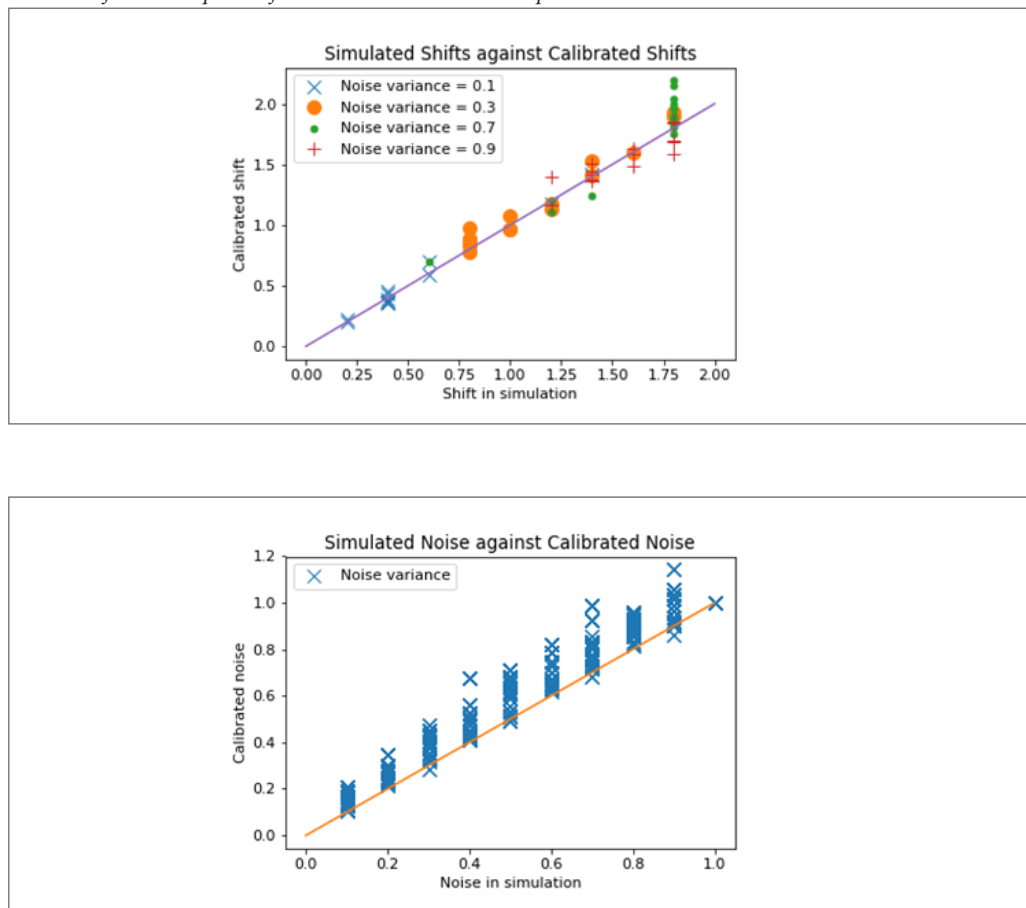 Simulated Shifts against Calibrated Shifts
Noise variance = 0.1
Noise variance = 0.3
Noise variance = 0.7
Noise variance = 0.9
Calibrated shift
2.0
1.5
1.0
0.5
0.0
0.00 0.25 0.50 0.75 1.00 1.25 1.50 1.75 2.00
Shift in simulation
Simulated Noise against Calibrated Noise
Noise variance
Calibrated noise
1.2
1.0
0.8
0.6
0.4
0.2
0.0
0.0 0.2 0.4 0.6 0.8 1.0
Noise in simulation